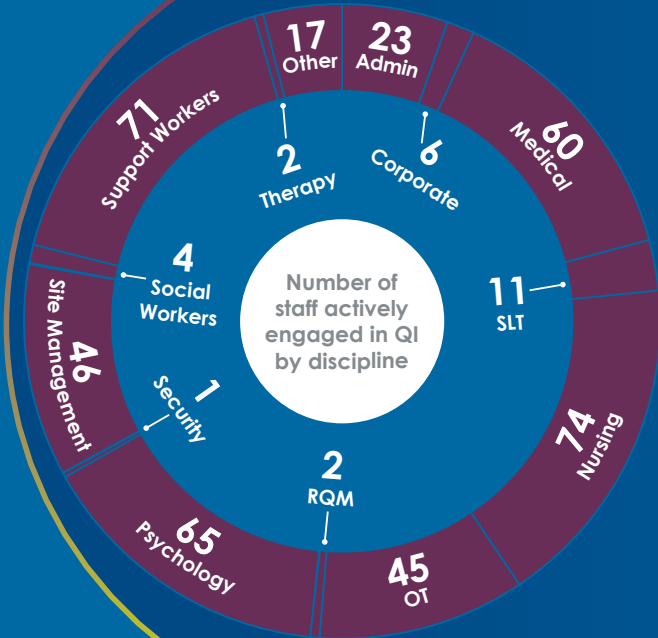 Number of
staff actively
engaged in QI
by discipline
23
Admin
6
Corporate
60
Medical
11
SLT
74
Nursing
45
OT
2
RQM
65
Psychology
1
Security
46
Site Management
4
Social
Workers
71
Support Workers
2
Therapy
17
Other